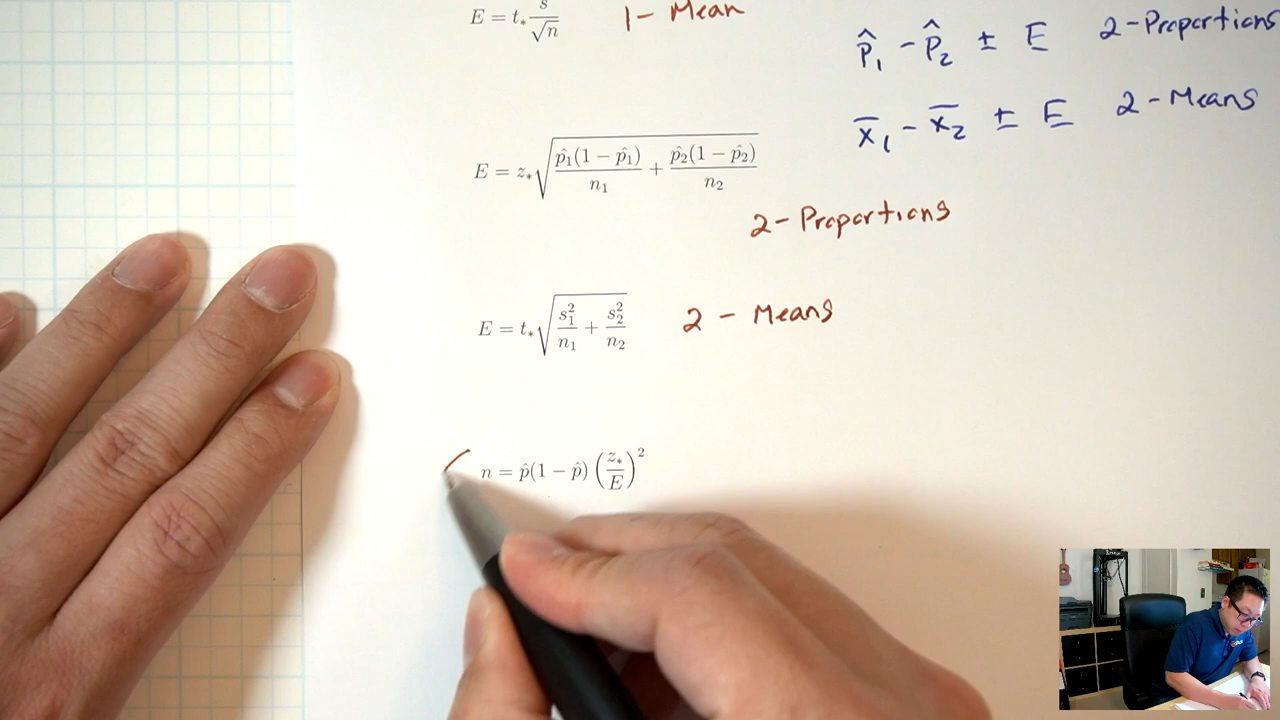 E = t* s/√n 1 - Mean
p̂₁ - p̂₂ ± E 2 - Proportions
x̄₁ - x̄₂ ± E 2 - Means
E = z* √(p̂₁(1 − p̂₁)/n₁ + p̂₂(1 − p̂₂)/n₂)
2 - Proportions
E = t* √(s₁²/n₁ + s₂²/n₂) 2 - Means
n = p̂(1 − p̂) (z*/E)²